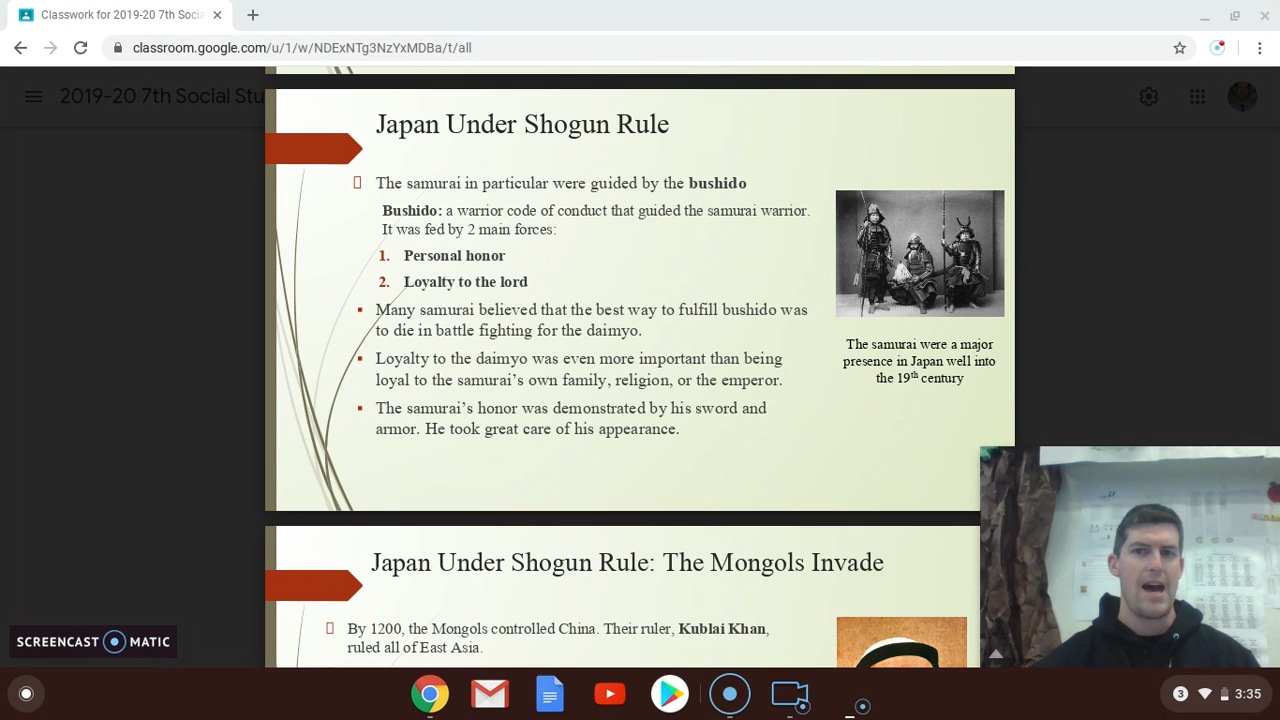 Classwork for 2019-20 7th Socia
classroom.google.com/u/1/w/NDExNTg3NzYxMDBa/t/all
2019-20 7th Social Stu
Japan Under Shogun Rule
The samurai in particular were guided by the bushido
Bushido: a warrior code of conduct that guided the samurai warrior.
It was fed by 2 main forces:
1. Personal honor
2. Loyalty to the lord
▪ Many samurai believed that the best way to fulfill bushido was
to die in battle fighting for the daimyo.
▪ Loyalty to the daimyo was even more important than being
loyal to the samurai's own family, religion, or the emperor.
▪ The samurai's honor was demonstrated by his sword and
armor. He took great care of his appearance.
The samurai were a major
presence in Japan well into
the 19th century
Japan Under Shogun Rule: The Mongols Invade
By 1200, the Mongols controlled China. Their ruler, Kublai Khan,
ruled all of East Asia.
SCREENCAST MATIC
3 3:35